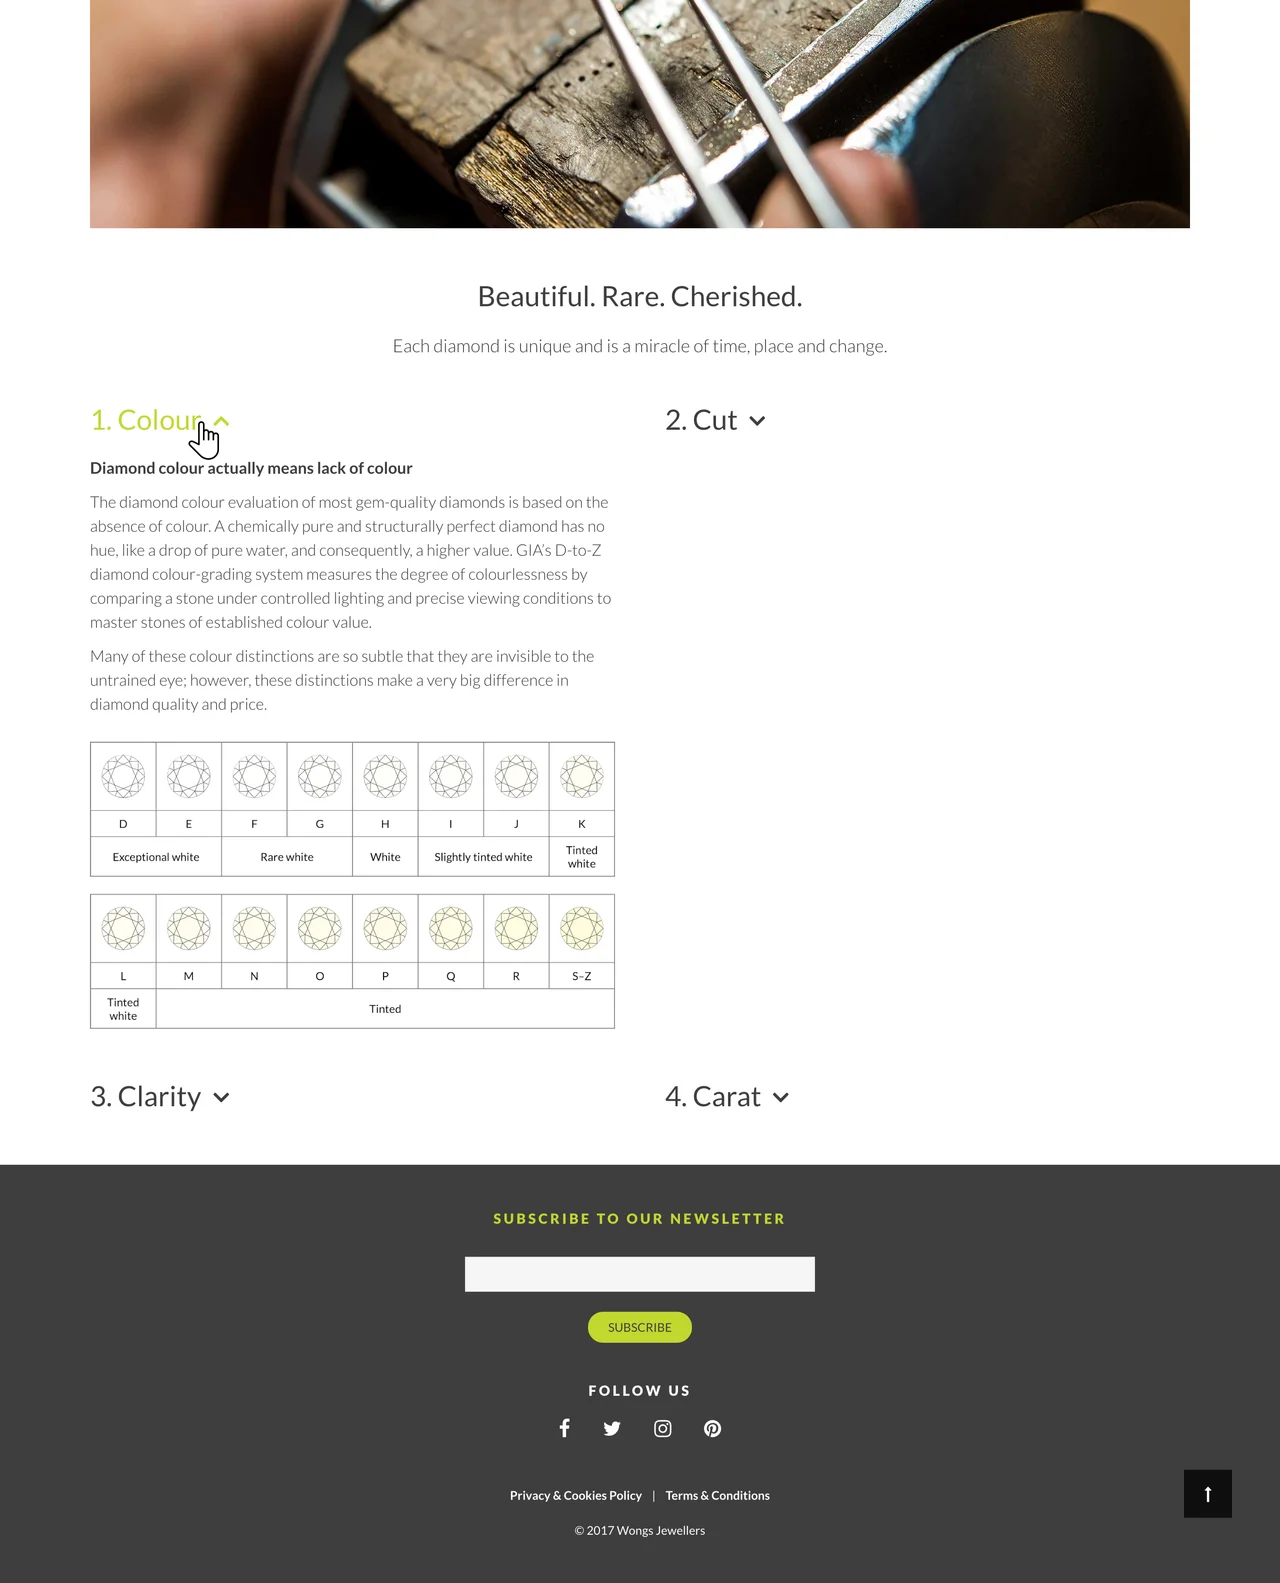 Beautiful. Rare. Cherished.
Each diamond is unique and is a miracle of time, place and change.
1. Colour
2. Cut
Diamond colour actually means lack of colour
The diamond colour evaluation of most gem-quality diamonds is based on the
absence of colour. A chemically pure and structurally perfect diamond has no
hue, like a drop of pure water, and consequently, a higher value. GIA’s D-to-Z
diamond colour-grading system measures the degree of colourlessness by
comparing a stone under controlled lighting and precise viewing conditions to
master stones of established colour value.
Many of these colour distinctions are so subtle that they are invisible to the
untrained eye; however, these distinctions make a very big difference in
diamond quality and price.
D E F G H I J K
Exceptional white Rare white White Slightly tinted white Tinted
white
L M N O P Q R S–Z
Tinted
white
Tinted
3. Clarity
4. Carat
SUBSCRIBE TO OUR NEWSLETTER
SUBSCRIBE
FOLLOW US
Privacy & Cookies Policy | Terms & Conditions
© 2017 Wongs Jewellers